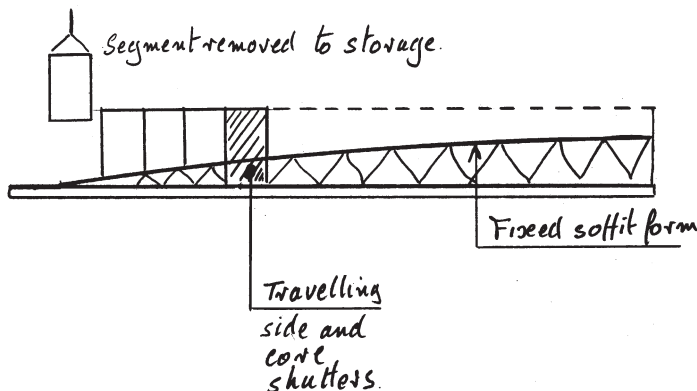 Segment removed to storage.
Fixed soffit form
Travelling
side and
core
shutters.